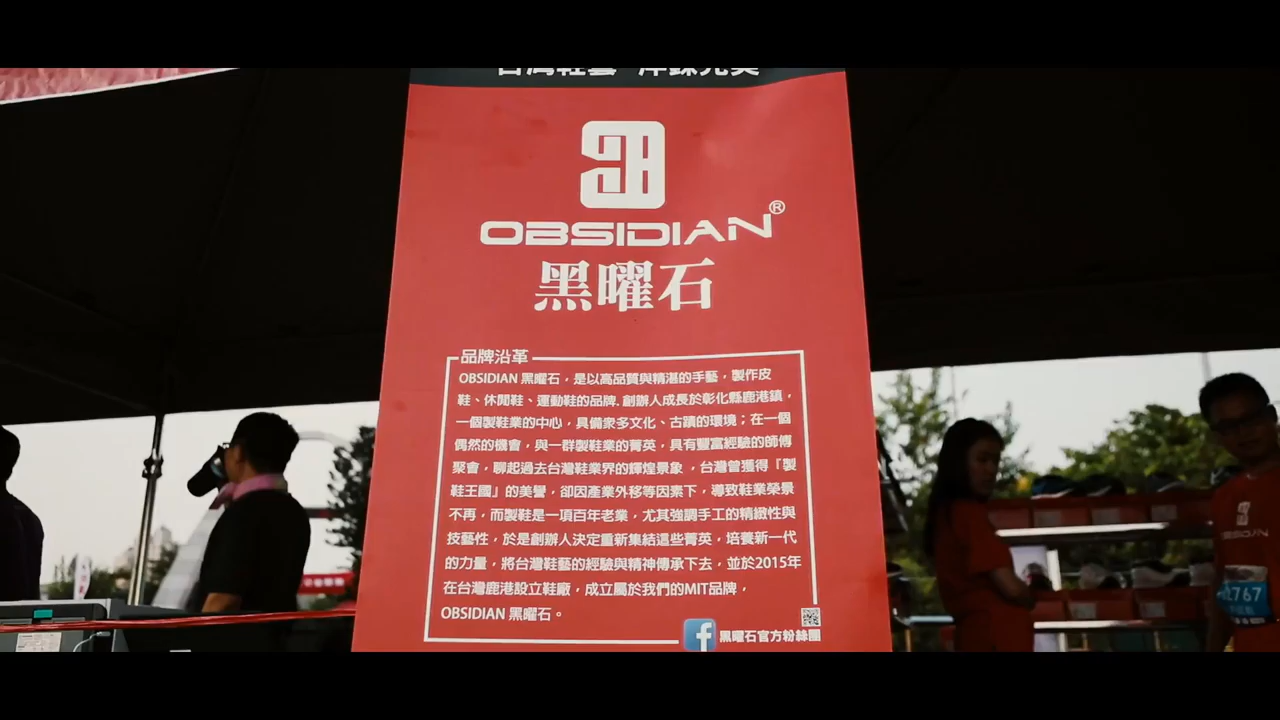 OBSIDIAN®
黑曜石
品牌沿革
OBSIDIAN 黑曜石，是以高品質與精湛的手藝，製作皮
鞋、休閒鞋、運動鞋的品牌. 創辦人成長於彰化縣鹿港鎮，
一個製鞋業的中心，具備眾多文化、古蹟的環境；在一個
偶然的機會，與一群製鞋業的菁英，具有豐富經驗的師傅
聚會，聊起過去台灣鞋業界的輝煌景象，台灣曾獲得「製
鞋王國」的美譽，卻因產業外移等因素下，導致鞋業榮景
不再，而製鞋是一項百年老業，尤其強調手工的精緻性與
技藝性，於是創辦人決定重新集結這些菁英，培養新一代
的力量，將台灣鞋藝的經驗與精神傳承下去，並於2015年
在台灣鹿港設立鞋廠，成立屬於我們的MIT品牌，
OBSIDIAN 黑曜石。
f 黑曜石官方粉絲團
OBSIDIAN
767